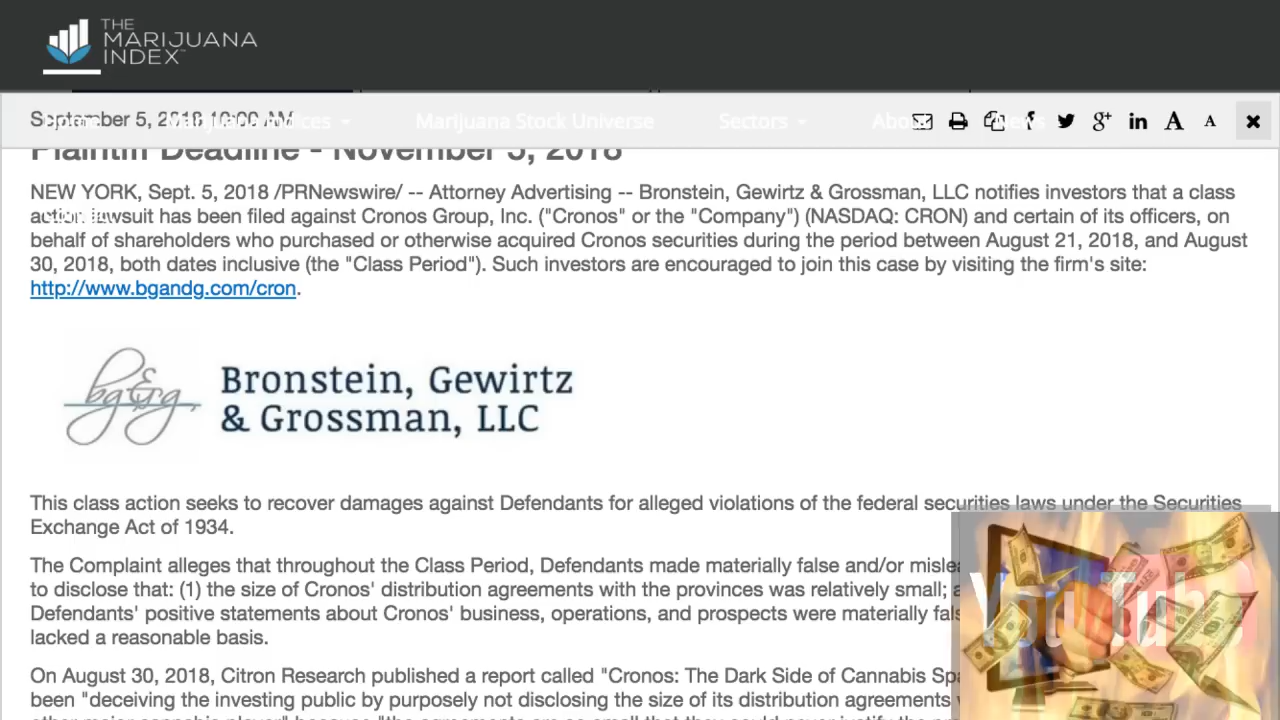 THE
MARIJUANA
INDEX
September 5, 2018 10:00 AM
Marijuana Indices
Marijuana Stock Universe
Sectors
Plaintiff Deadline - November 5, 2018
NEW YORK, Sept. 5, 2018 /PRNewswire/ -- Attorney Advertising -- Bronstein, Gewirtz & Grossman, LLC notifies investors that a class
action lawsuit has been filed against Cronos Group, Inc. ("Cronos" or the "Company") (NASDAQ: CRON) and certain of its officers, on
behalf of shareholders who purchased or otherwise acquired Cronos securities during the period between August 21, 2018, and August
30, 2018, both dates inclusive (the "Class Period"). Such investors are encouraged to join this case by visiting the firm's site:
http://www.bgandg.com/cron.
bg&g,
Bronstein, Gewirtz
& Grossman, LLC
This class action seeks to recover damages against Defendants for alleged violations of the federal securities laws under the Securities
Exchange Act of 1934.
The Complaint alleges that throughout the Class Period, Defendants made materially false and/or
to disclose that: (1) the size of Cronos' distribution agreements with the provinces was relatively small;
Defendants' positive statements about Cronos' business, operations, and prospects were materially
lacked a reasonable basis.
YouTube
On August 30, 2018, Citron Research published a report called "Cronos: The Dark Side of Cannabis
been "deceiving the investing public by purposely not disclosing the size of its distribution agreements